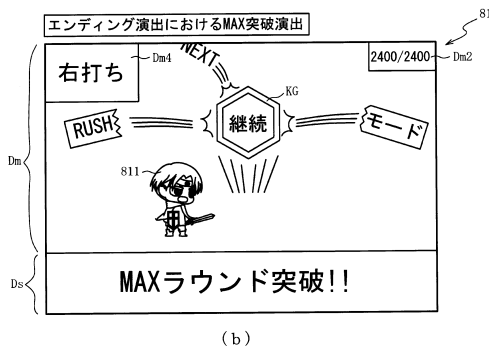 エンディング演出におけるMAX突破演出
81
右打ち
Dm4
NEXT
2400/2400
Dm2
KG
RUSH
継続
モード
811
Dm
Ds
MAXラウンド突破!!
(b)